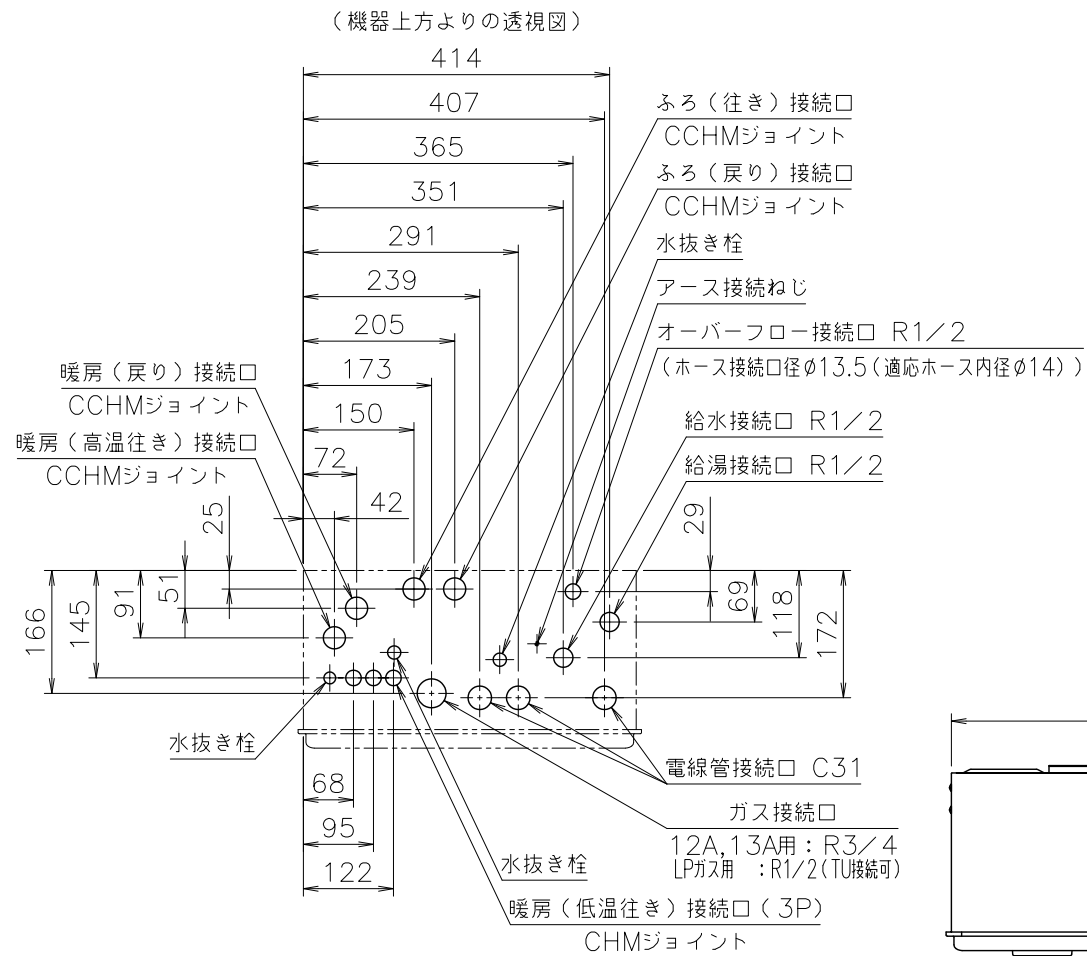 （機器上方よりの透視図）
414
407
365
351
291
239
205
173
150
72
42
ふろ（往き）接続口
CCHMジョイント
ふろ（戻り）接続口
CCHMジョイント
水抜き栓
アース接続ねじ
オーバーフロー接続口 R1／2
（ホース接続口径φ13.5（適応ホース内径φ14））
給水接続口 R1／2
給湯接続口 R1／2
暖房（戻り）接続口
CCHMジョイント
暖房（高温往き）接続口
CCHMジョイント
25
51
91
145
166
29
69
118
172
水抜き栓
68
95
122
電線管接続口 C31
ガス接続口
12A,13A用：R3／4
LPガス用 ：R1／2（TU接続可）
水抜き栓
暖房（低温往き）接続口（3P）
CHMジョイント